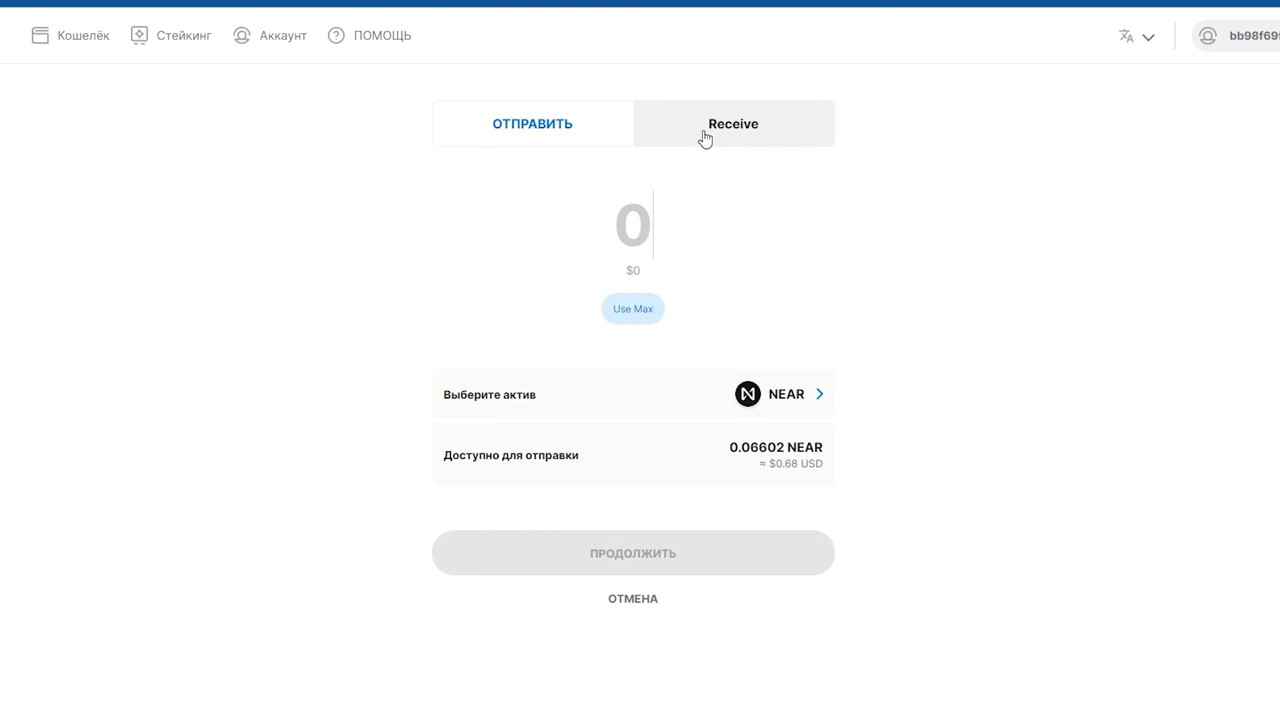 Кошелёк Стейкинг Аккаунт ПОМОЩЬ
ОТПРАВИТЬ Receive
0
$0
Use Max
Выберите актив NEAR
Доступно для отправки 0.06602 NEAR
≈ $0.68 USD
ПРОДОЛЖИТЬ
ОТМЕНА